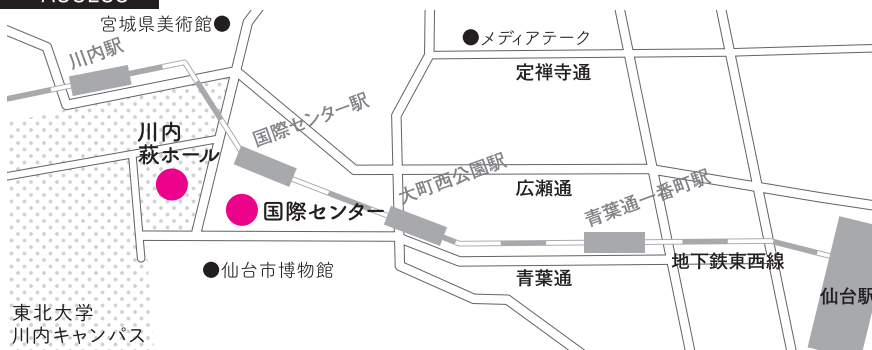 宮城県美術館
メディアテーク
川内駅
定禅寺通
国際センター駅
川内
萩ホール
大町西公園駅
広瀬通
青葉通一番町駅
国際センター
地下鉄東西線
仙台市博物館
青葉通
仙台駅
東北大学
川内キャンパス